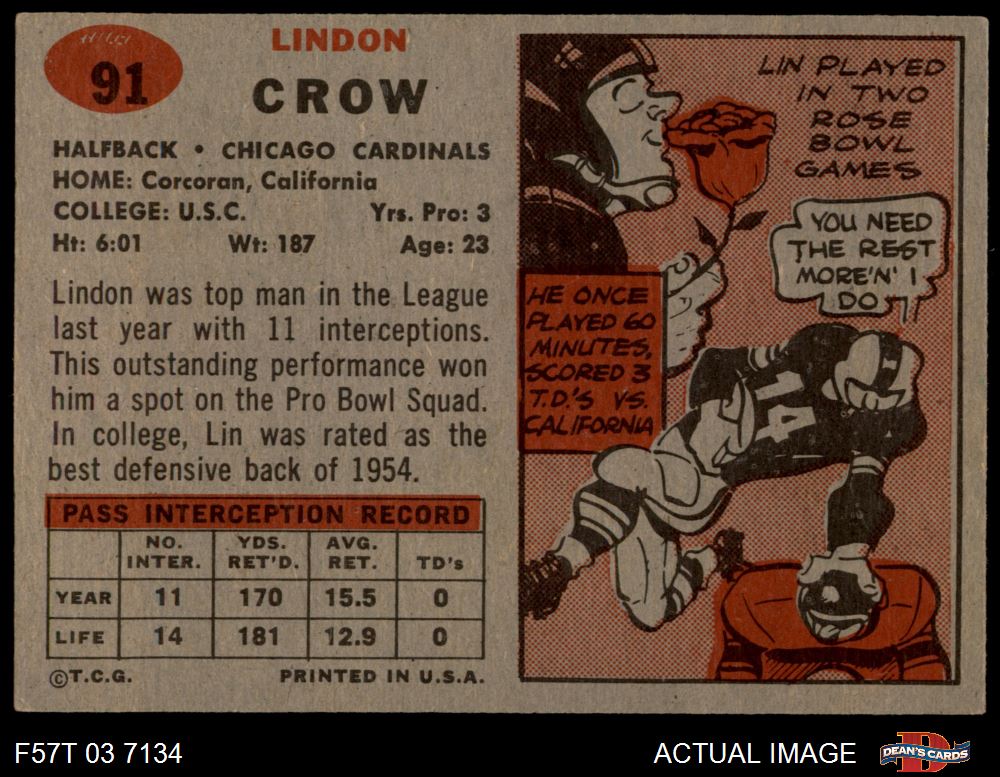 91
LINDON
CROW
HALFBACK • CHICAGO CARDINALS
HOME: Corcoran, California
COLLEGE: U.S.C. Yrs. Pro: 3
Ht: 6:01 Wt: 187 Age: 23
Lindon was top man in the League
last year with 11 interceptions.
This outstanding performance won
him a spot on the Pro Bowl Squad.
In college, Lin was rated as the
best defensive back of 1954.
PASS INTERCEPTION RECORD
NO. INTER. YDS. RET'D. AVG. RET. TD's
YEAR 11 170 15.5 0
LIFE 14 181 12.9 0
©T.C.G. PRINTED IN U.S.A.
LIN PLAYED
IN TWO
ROSE
BOWL
GAMES
YOU NEED
THE REST
MORE'N' I
DO
HE ONCE
PLAYED 60
MINUTES,
SCORED 3
T.D.'S VS.
CALIFORNIA
14
F57T 03 7134 ACTUAL IMAGE
DEAN'S CARDS